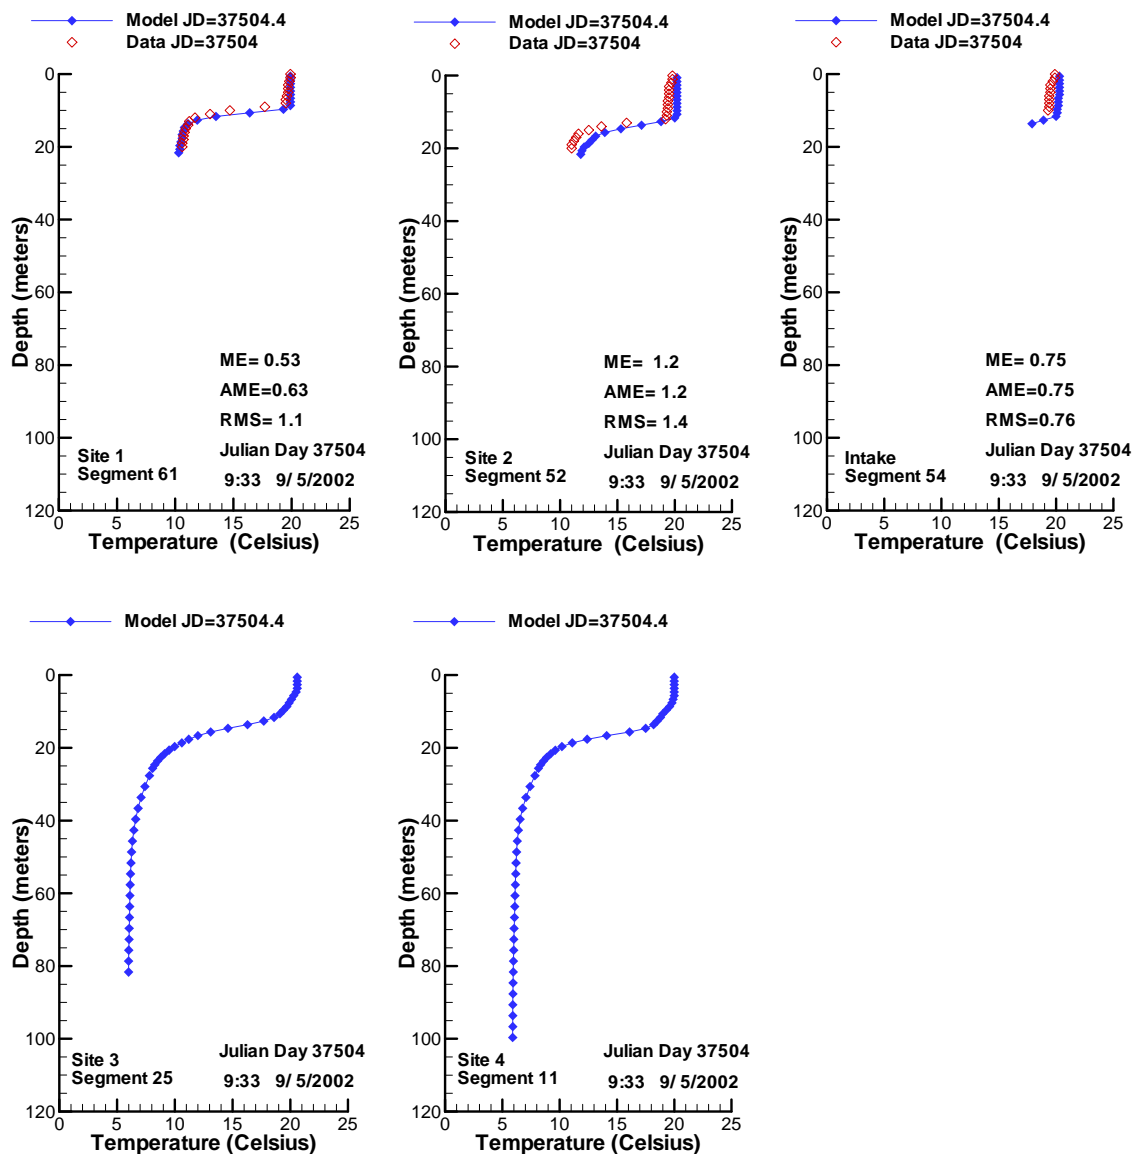 Model JD=37504.4
Data JD=37504
0
20
40
60
80
100
120
Depth (meters)
ME= 0.53
AME=0.63
RMS= 1.1
Julian Day 37504
9:33 9/ 5/2002
Site 1
Segment 61
0 5 10 15 20 25
Temperature (Celsius)
Model JD=37504.4
Data JD=37504
0
20
40
60
80
100
120
Depth (meters)
ME= 1.2
AME= 1.2
RMS= 1.4
Julian Day 37504
9:33 9/ 5/2002
Site 2
Segment 52
0 5 10 15 20 25
Temperature (Celsius)
Model JD=37504.4
Data JD=37504
0
20
40
60
80
100
120
Depth (meters)
ME= 0.75
AME=0.75
RMS=0.76
Julian Day 37504
9:33 9/ 5/2002
Intake
Segment 54
0 5 10 15 20 25
Temperature (Celsius)
Model JD=37504.4
0
20
40
60
80
100
120
Depth (meters)
Julian Day 37504
9:33 9/ 5/2002
Site 3
Segment 25
0 5 10 15 20 25
Temperature (Celsius)
Model JD=37504.4
0
20
40
60
80
100
120
Depth (meters)
Julian Day 37504
9:33 9/ 5/2002
Site 4
Segment 11
0 5 10 15 20 25
Temperature (Celsius)